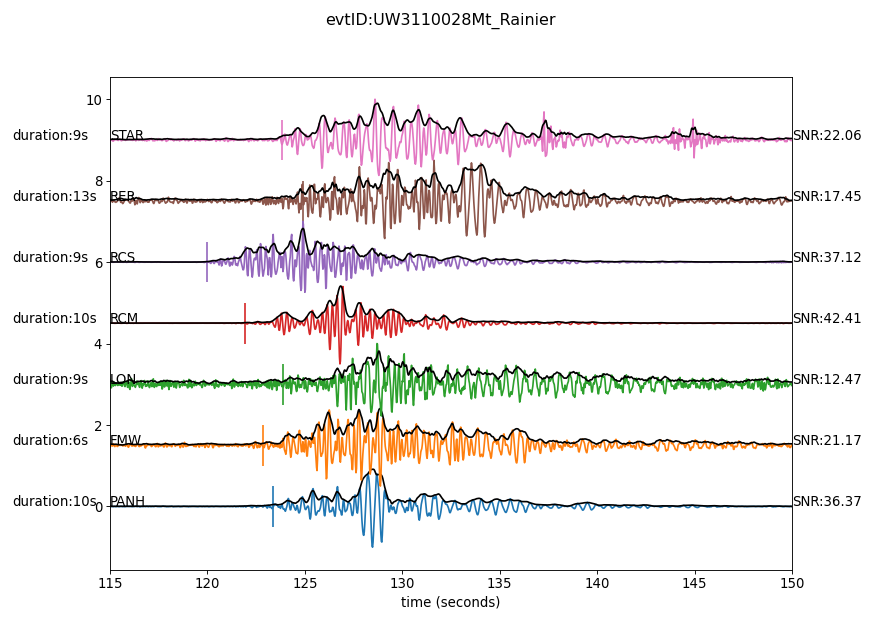 evtID:UW3110028Mt_Rainier
10
duration:9s STAR SNR:22.06
8
duration:13s RER SNR:17.45
duration:9s RCS SNR:37.12
6
duration:10s RCM SNR:42.41
4
duration:9s LON SNR:12.47
2
duration:6s FMW SNR:21.17
duration:10s PANH SNR:36.37
0
115 120 125 130 135 140 145 150
time (seconds)